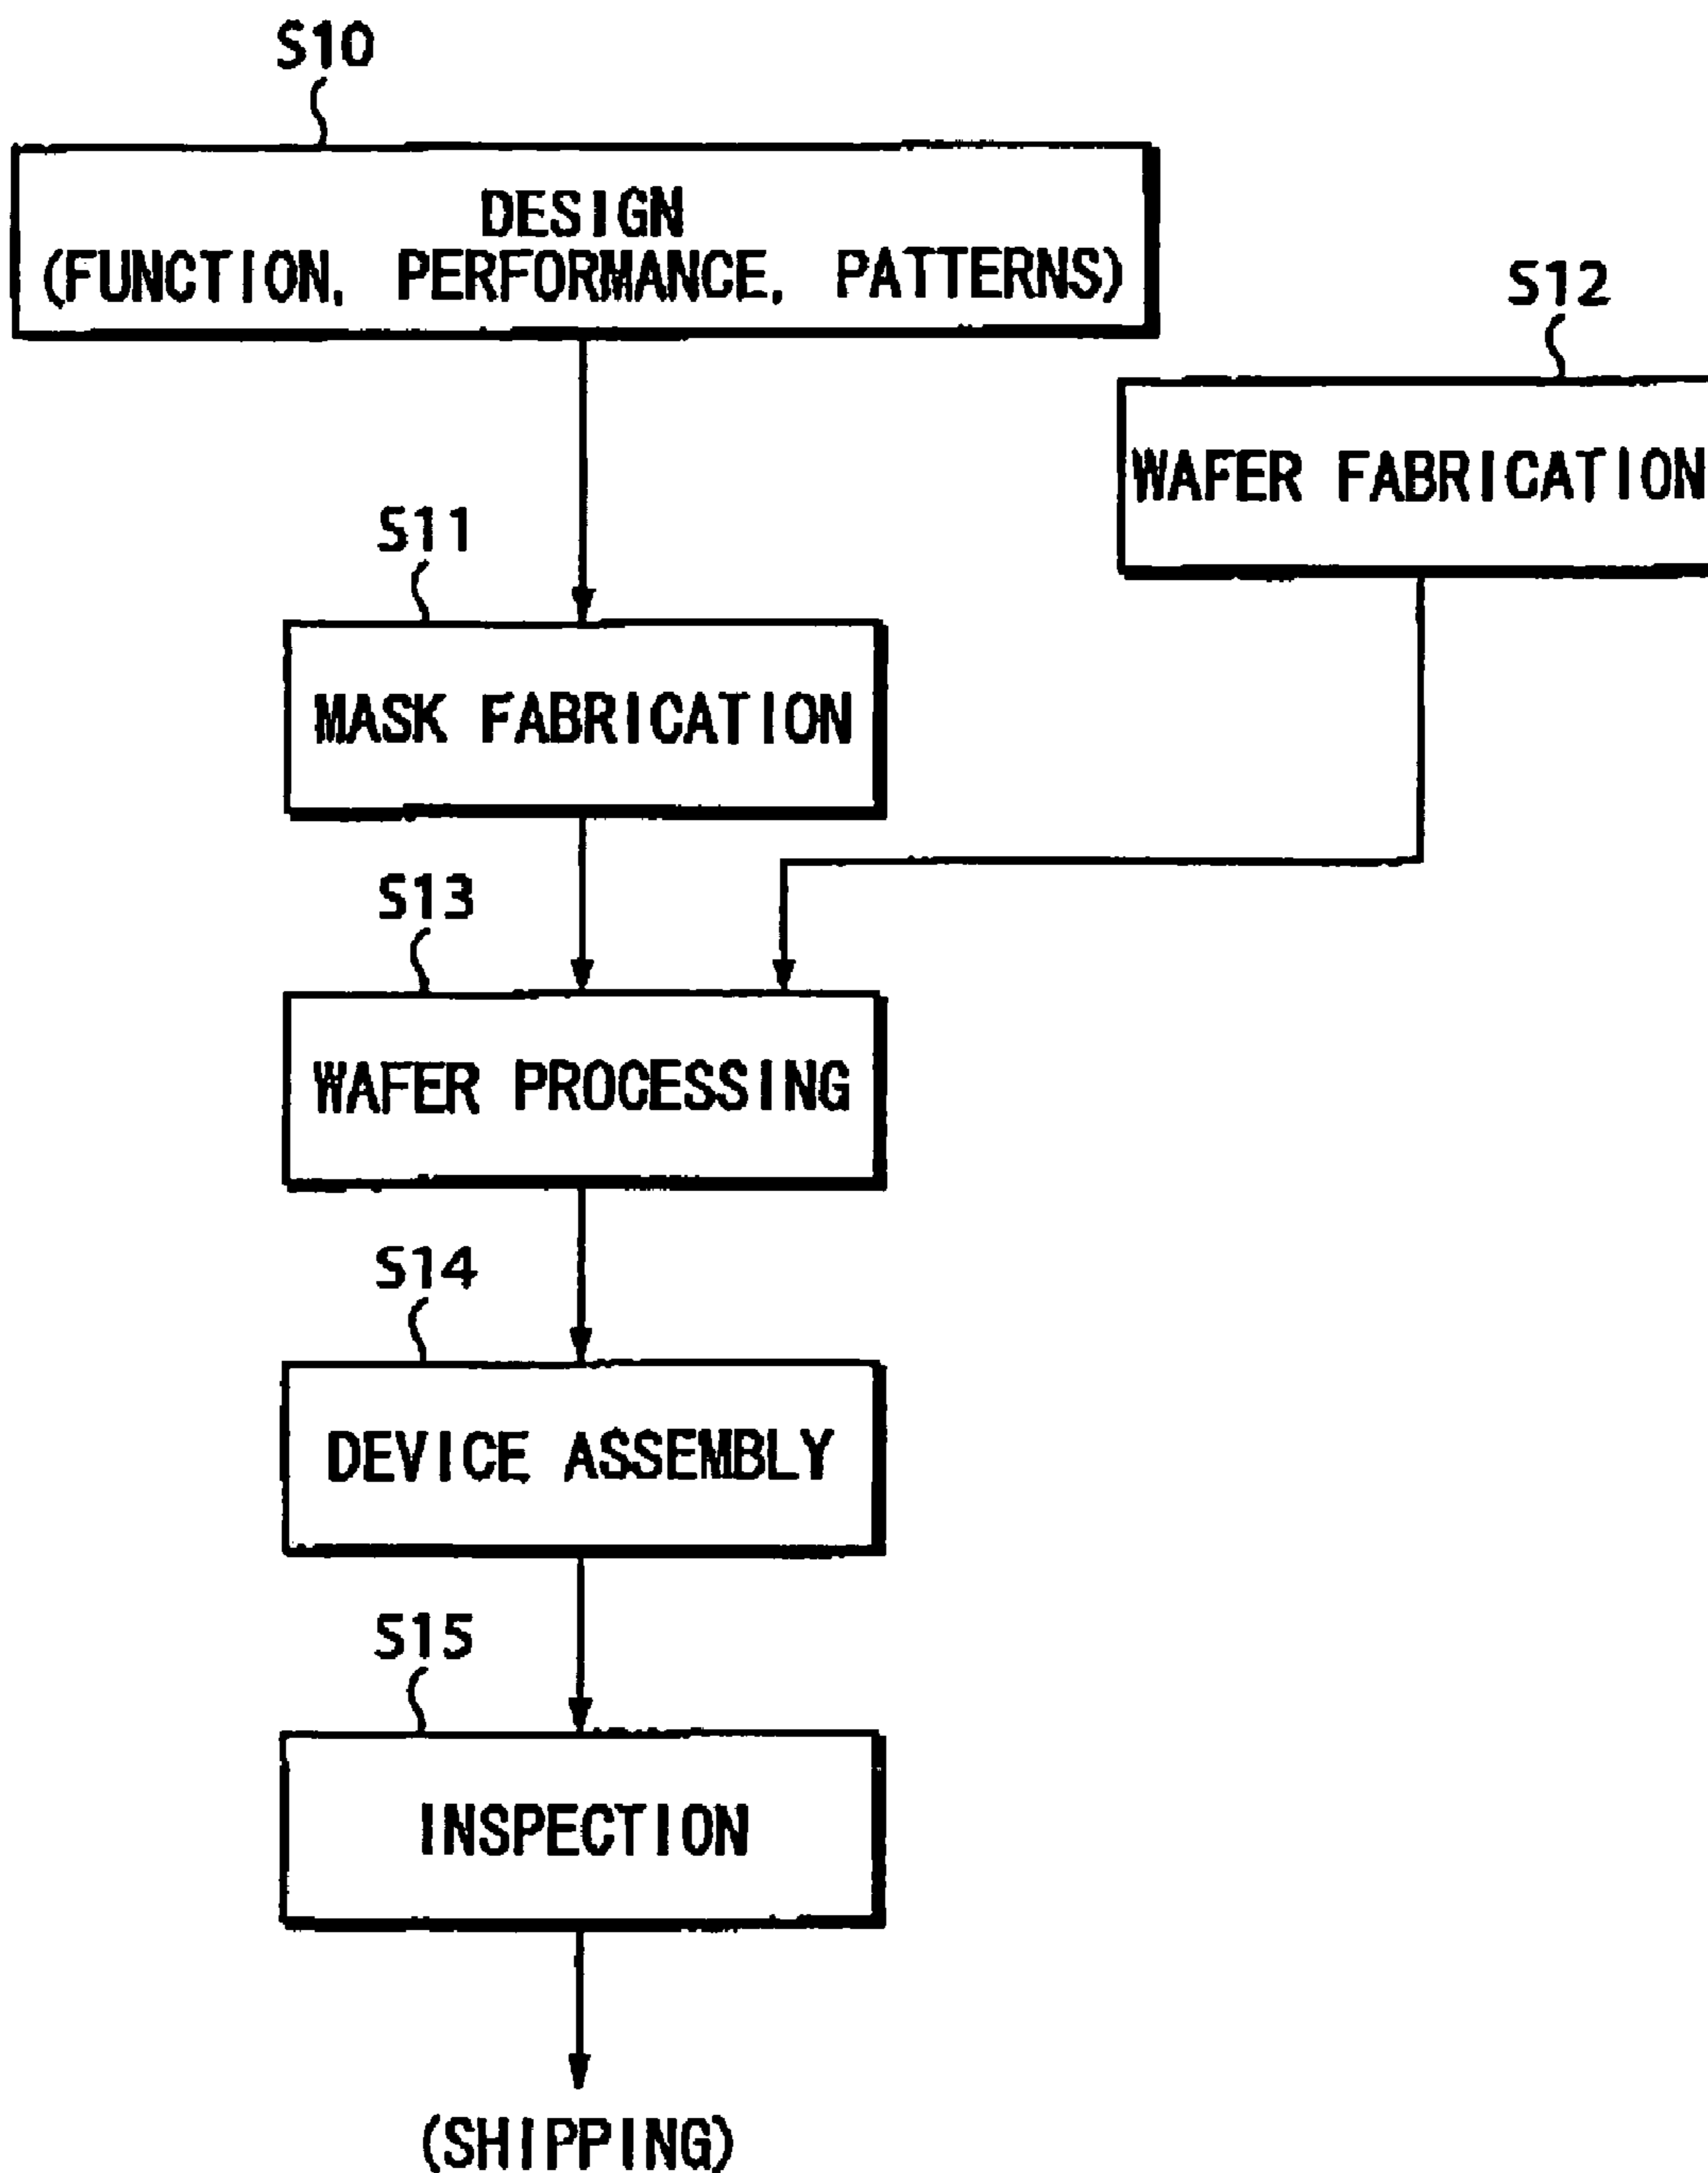 S10
DESIGN
(FUNCTION, PERFORMANCE, PATTERNS)
S12
WAFER FABRICATION
S11
MASK FABRICATION
S13
WAFER PROCESSING
S14
DEVICE ASSEMBLY
S15
INSPECTION
(SHIPPING)